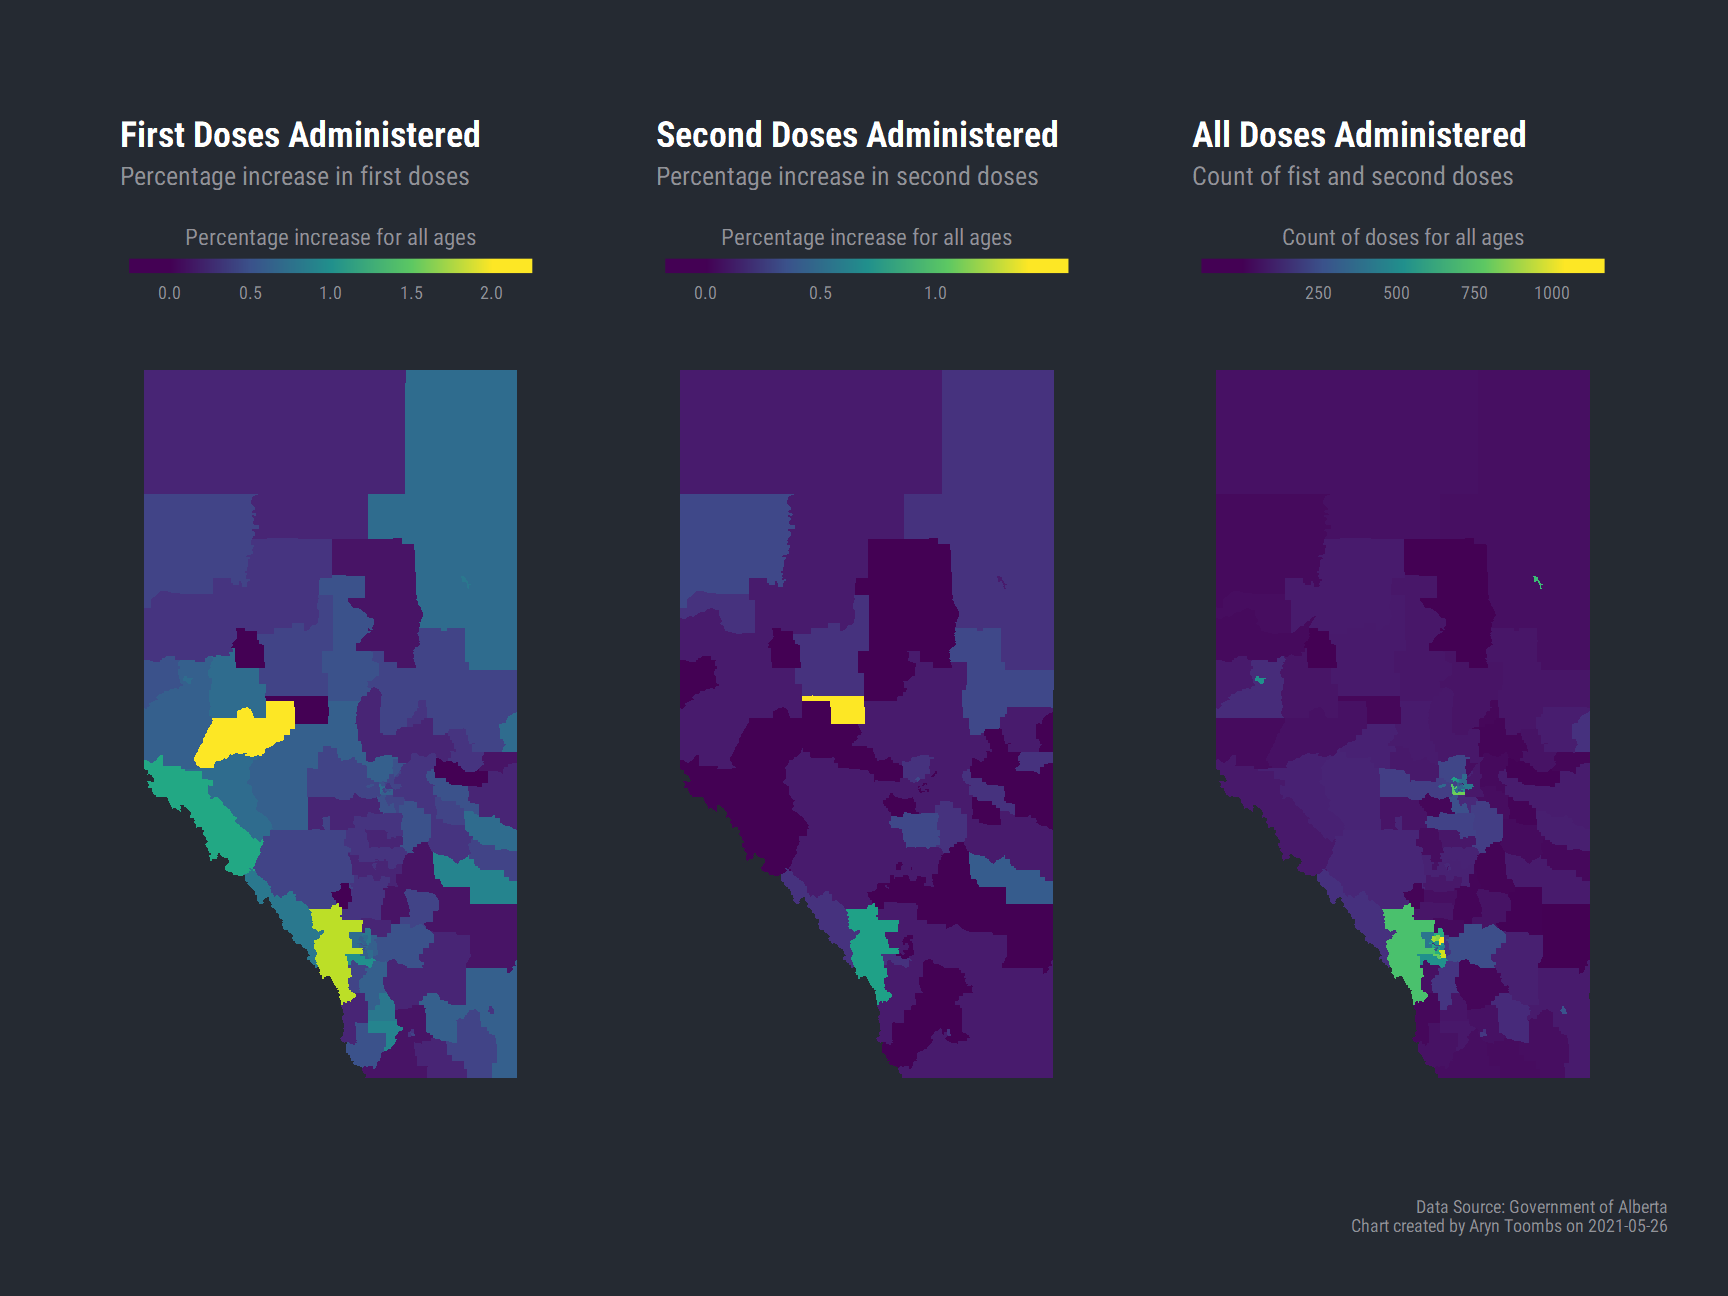 First Doses Administered
Percentage increase in first doses
Percentage increase for all ages
0.0 0.5 1.0 1.5 2.0
Second Doses Administered
Percentage increase in second doses
Percentage increase for all ages
0.0 0.5 1.0
All Doses Administered
Count of fist and second doses
Count of doses for all ages
250 500 750 1000
Data Source: Government of Alberta
Chart created by Aryn Toombs on 2021-05-26